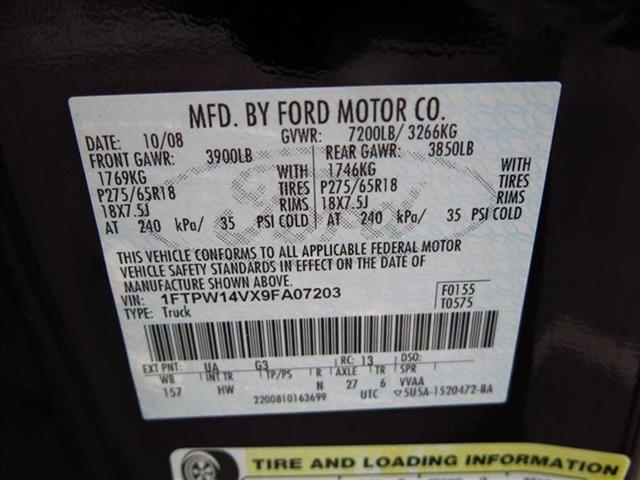 MFD. BY FORD MOTOR CO.
DATE: 10/08 GVWR: 7200LB/ 3266KG
FRONT GAWR: 3900LB REAR GAWR: 3850LB
1769KG WITH 1746KG WITH
P275/65R18 TIRES P275/65R18 TIRES
18X7.5J RIMS 18X7.5J RIMS
AT 240 kPa/ 35 PSI COLD AT 240 kPa/ 35 PSI COLD
THIS VEHICLE CONFORMS TO ALL APPLICABLE FEDERAL MOTOR
VEHICLE SAFETY STANDARDS IN EFFECT ON THE DATE OF
MANUFACTURE SHOWN ABOVE.
VIN: 1FTPW14VX9FA07203 F0155
TYPE: Truck T0575
EXT PNT: UA G3 RC: 13 DSO:
WB INT TR TP/PS R AXLE TR SPR
157 HW N 27 6 VVAA
2200810163699 UTC ▽5U5A-1520472-BA
TIRE AND LOADING INFORMATION